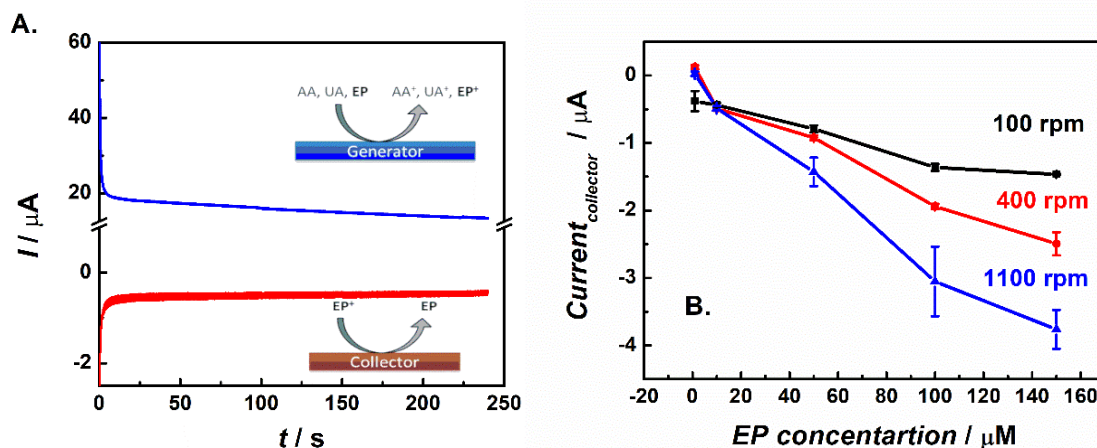 A.
I / μA
60
40
20
0
-2
AA, UA, EP AA⁺, UA⁺, EP⁺
Generator
EP⁺ EP
Collector
0 50 100 150 200 250
t / s
Current collector / μA
0
-1
-2
-3
-4
100 rpm
400 rpm
1100 rpm
B.
-20 0 20 40 60 80 100 120 140 160
EP concentartion / μM